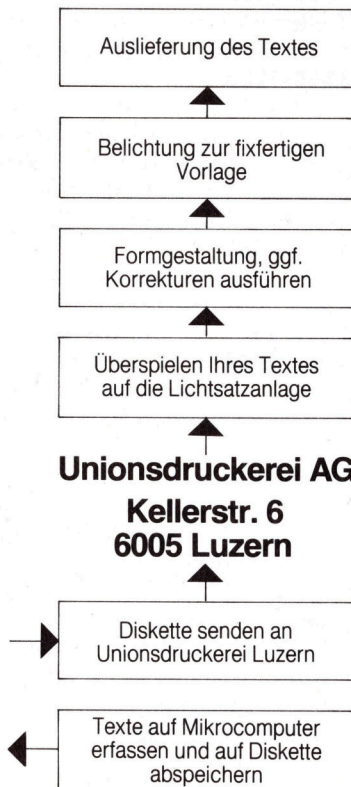 Auslieferung des Textes
Belichtung zur fixfertigen
Vorlage
Formgestaltung, ggf.
Korrekturen ausführen
Überspielen Ihres Textes
auf die Lichtsatzanlage
Unionsdruckerei AG
Kellerstr. 6
6005 Luzern
Diskette senden an
Unionsdruckerei Luzern
Texte auf Mikrocomputer
erfassen und auf Diskette
abspeichern